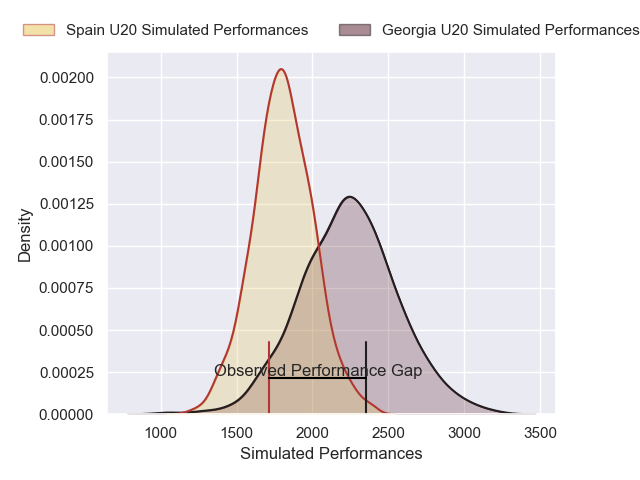 Spain U20 Simulated Performances
Georgia U20 Simulated Performances
0.00200
0.00175
0.00150
0.00125
0.00100
0.00075
0.00050
0.00025
0.00000
Density
Observed Performance Gap
1000 1500 2000 2500 3000 3500
Simulated Performances